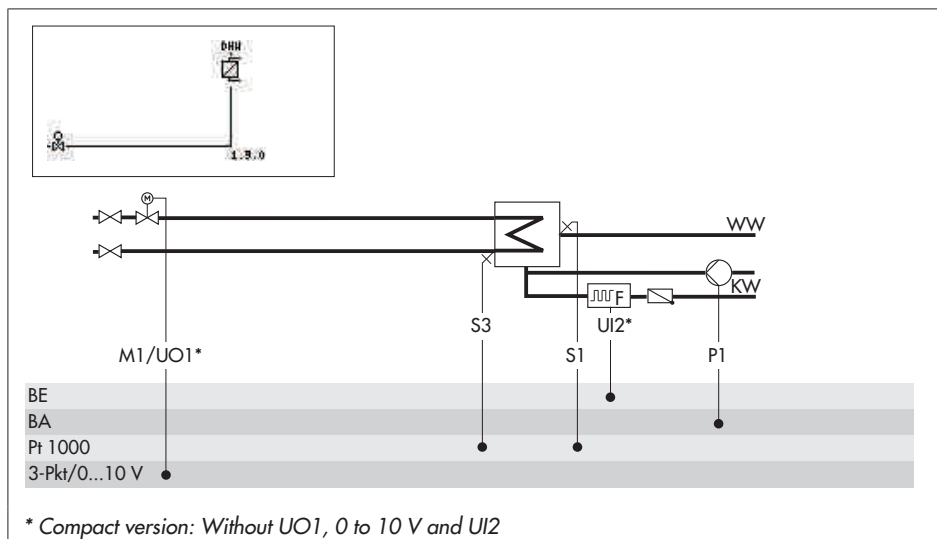 DHW
1.9.0
M
WW
KW
F
S3
UI2*
M1/UO1*
S1
P1
BE
BA
Pt 1000
3-Pkt/0...10 V
* Compact version: Without UO1, 0 to 10 V and UI2